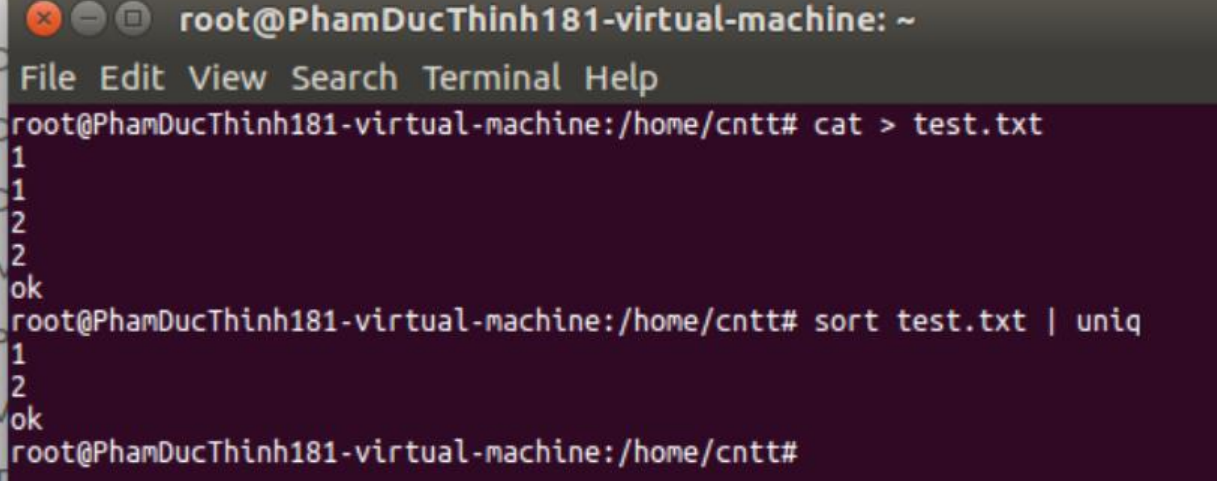 root@PhamDucThinh181-virtual-machine: ~
File Edit View Search Terminal Help
root@PhamDucThinh181-virtual-machine:/home/cntt# cat > test.txt
1
1
2
2
ok
root@PhamDucThinh181-virtual-machine:/home/cntt# sort test.txt | uniq
1
2
ok
root@PhamDucThinh181-virtual-machine:/home/cntt#